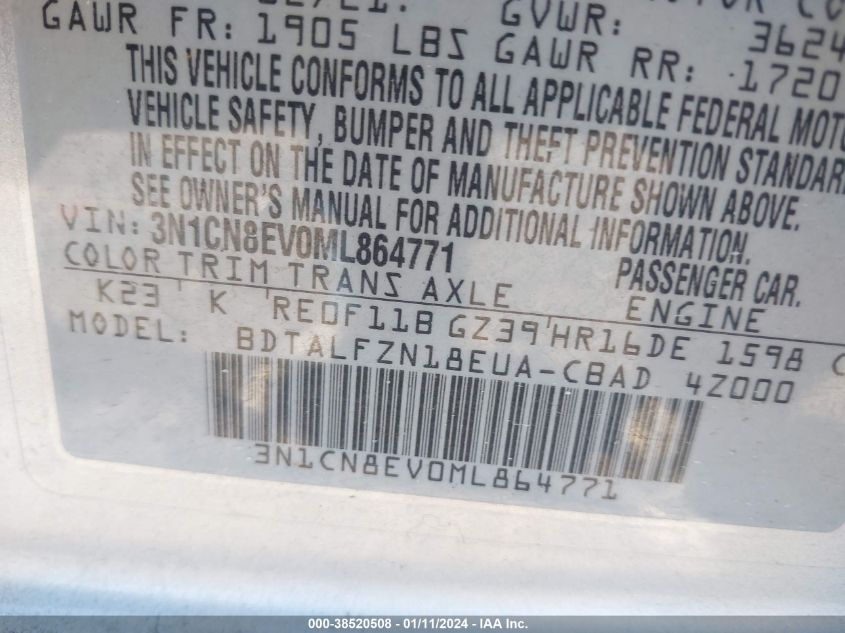 GVWR: 3624
GAWR FR: 1905 LBS GAWR RR: 1720
THIS VEHICLE CONFORMS TO ALL APPLICABLE FEDERAL MOTO
VEHICLE SAFETY, BUMPER AND THEFT PREVENTION STANDARD
IN EFFECT ON THE DATE OF MANUFACTURE SHOWN ABOVE.
SEE OWNER'S MANUAL FOR ADDITIONAL INFORMATION.
VIN: 3N1CN8EV0ML864771 PASSENGER CAR.
COLOR TRIM TRANS AXLE ENGINE
K23 K RE0F11B GZ39 HR16DE 1598 C
MODEL: BDTALFZN18EUA-CBAD 4Z000
3N1CN8EV0ML864771
000-38520508 - 01/11/2024 - IAA Inc.